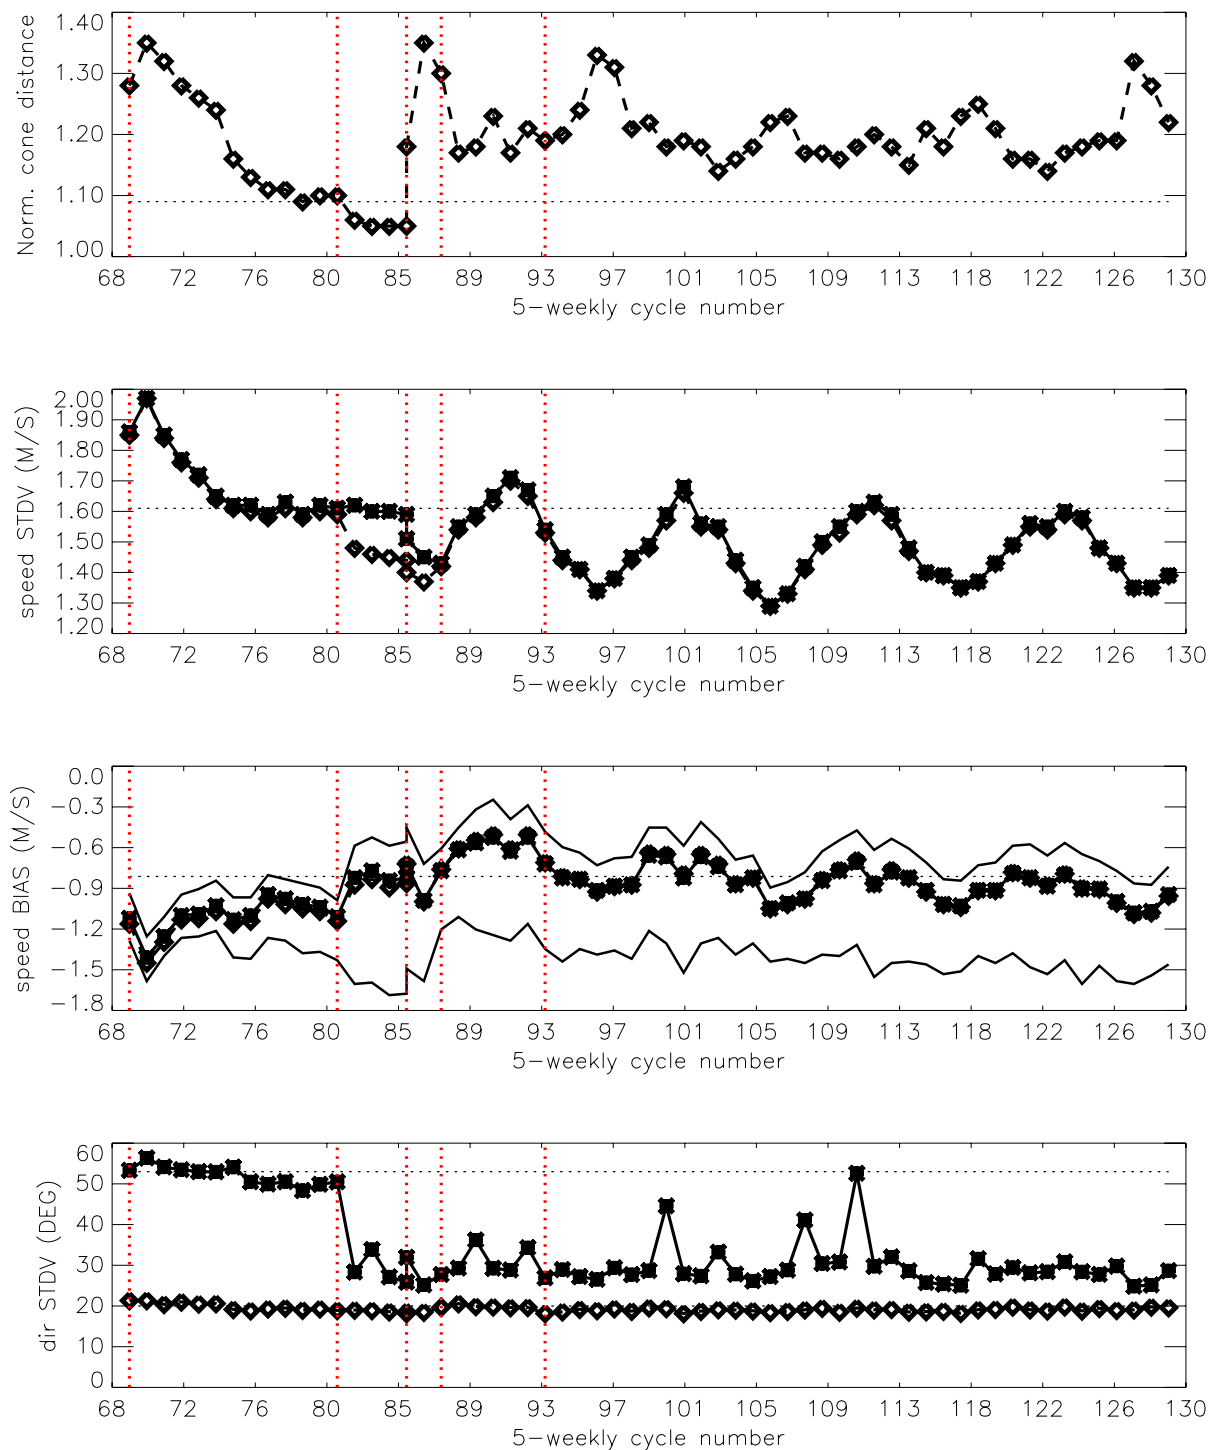 Norm. cone distance
1.40
1.30
1.20
1.10
1.00
68 72 76 80 85 89 93 97 101 105 109 113 118 122 126 130
5-weekly cycle number
speed STDV (M/S)
2.00
1.90
1.80
1.70
1.60
1.50
1.40
1.30
1.20
68 72 76 80 85 89 93 97 101 105 109 113 118 122 126 130
5-weekly cycle number
speed BIAS (M/S)
0.0
-0.3
-0.6
-0.9
-1.2
-1.5
-1.8
68 72 76 80 85 89 93 97 101 105 109 113 118 122 126 130
5-weekly cycle number
dir STDV (DEG)
60
50
40
30
20
10
0
68 72 76 80 85 89 93 97 101 105 109 113 118 122 126 130
5-weekly cycle number